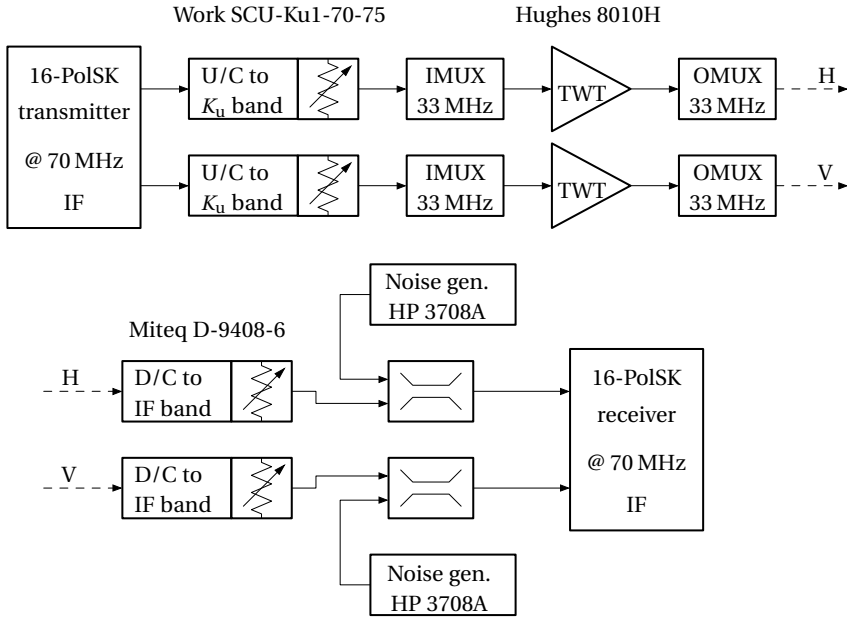 Work SCU-Ku1-70-75
Hughes 8010H
16-PolSK
transmitter
@ 70 MHz
IF
U/C to
Ku band
IMUX
33 MHz
TWT
OMUX
33 MHz
H
U/C to
Ku band
IMUX
33 MHz
TWT
OMUX
33 MHz
V
Noise gen.
HP 3708A
Miteq D-9408-6
H
D/C to
IF band
16-PolSK
receiver
@ 70 MHz
IF
V
D/C to
IF band
Noise gen.
HP 3708A